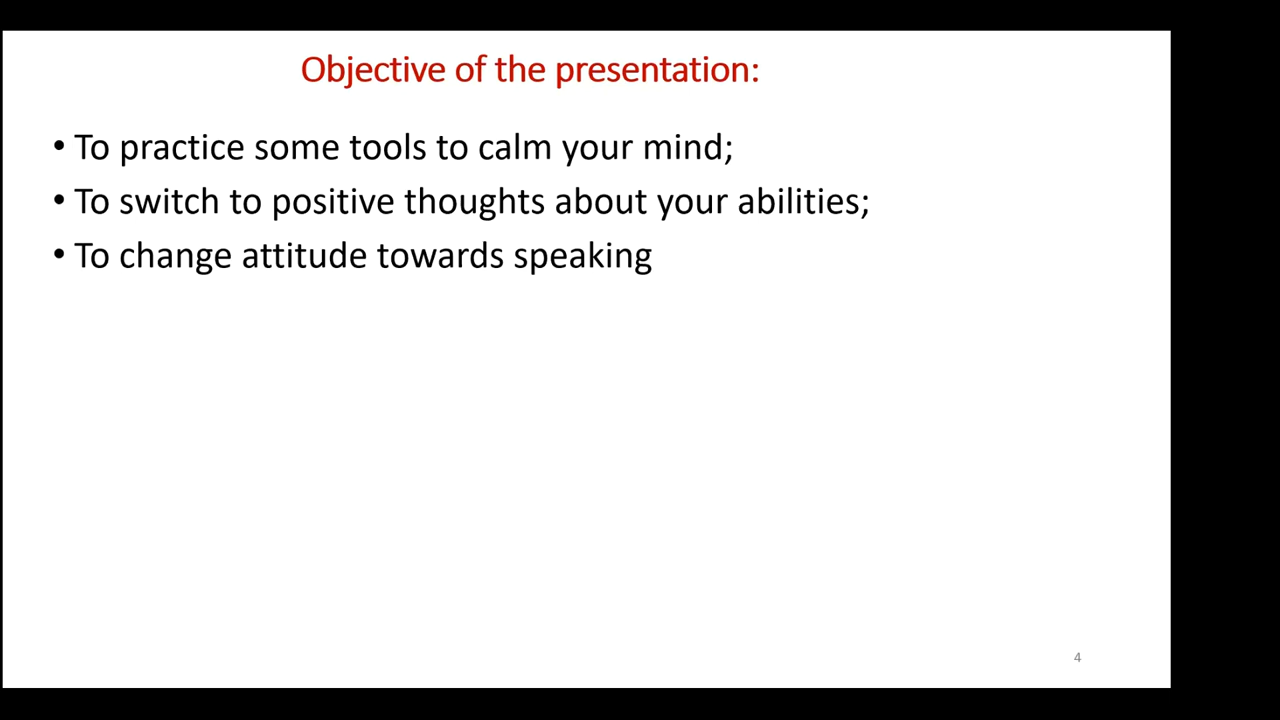 Objective of the presentation:
• To practice some tools to calm your mind;
• To switch to positive thoughts about your abilities;
• To change attitude towards speaking
4